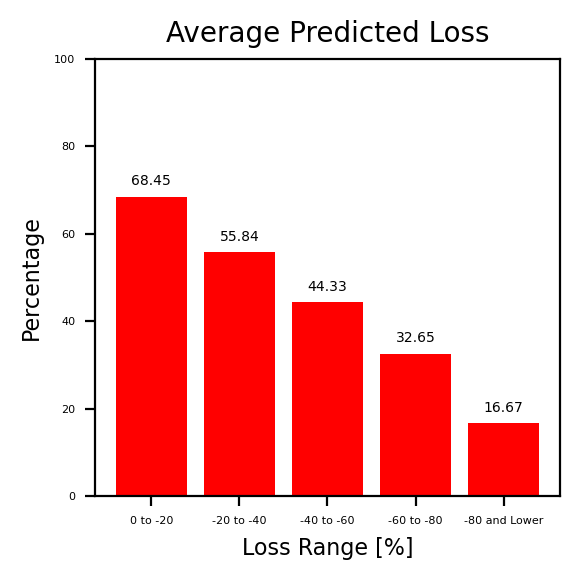 Average Predicted Loss
100
80
60
40
20
0
Percentage
68.45
55.84
44.33
32.65
16.67
0 to -20
-20 to -40
-40 to -60
-60 to -80
-80 and Lower
Loss Range [%]